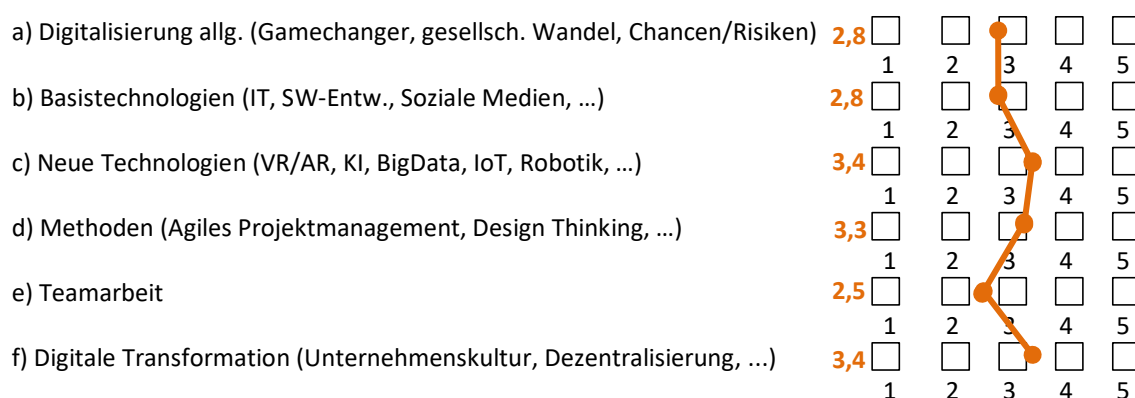 a) Digitalisierung allg. (Gamechanger, gesellsch. Wandel, Chancen/Risiken) 2,8
1 2 3 4 5
b) Basistechnologien (IT, SW-Entw., Soziale Medien, …) 2,8
1 2 3 4 5
c) Neue Technologien (VR/AR, KI, BigData, IoT, Robotik, …) 3,4
1 2 3 4 5
d) Methoden (Agiles Projektmanagement, Design Thinking, …) 3,3
1 2 3 4 5
e) Teamarbeit 2,5
1 2 3 4 5
f) Digitale Transformation (Unternehmenskultur, Dezentralisierung, ...) 3,4
1 2 3 4 5